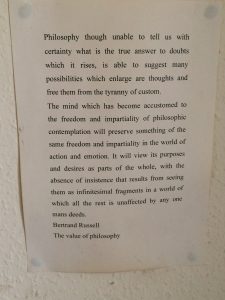 Philosophy though unable to tell us with
certainty what is the true answer to doubts
which it rises, is able to suggest many
possibilities which enlarge are thoughts and
free them from the tyranny of custom.
The mind which has become accustomed to
the freedom and impartiality of philosophic
contemplation will preserve something of the
same freedom and impartiality in the world of
action and emotion. It will view its purposes
and desires as parts of the whole, with the
absence of insistence that results from seeing
them as infinitesimal fragments in a world of
which all the rest is unaffected by any one
mans deeds.
Bertrand Russell
The value of philosophy